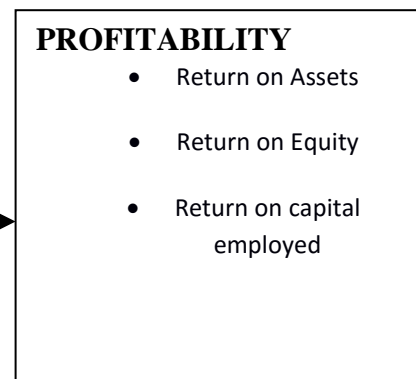 PROFITABILITY
• Return on Assets
• Return on Equity
• Return on capital
employed